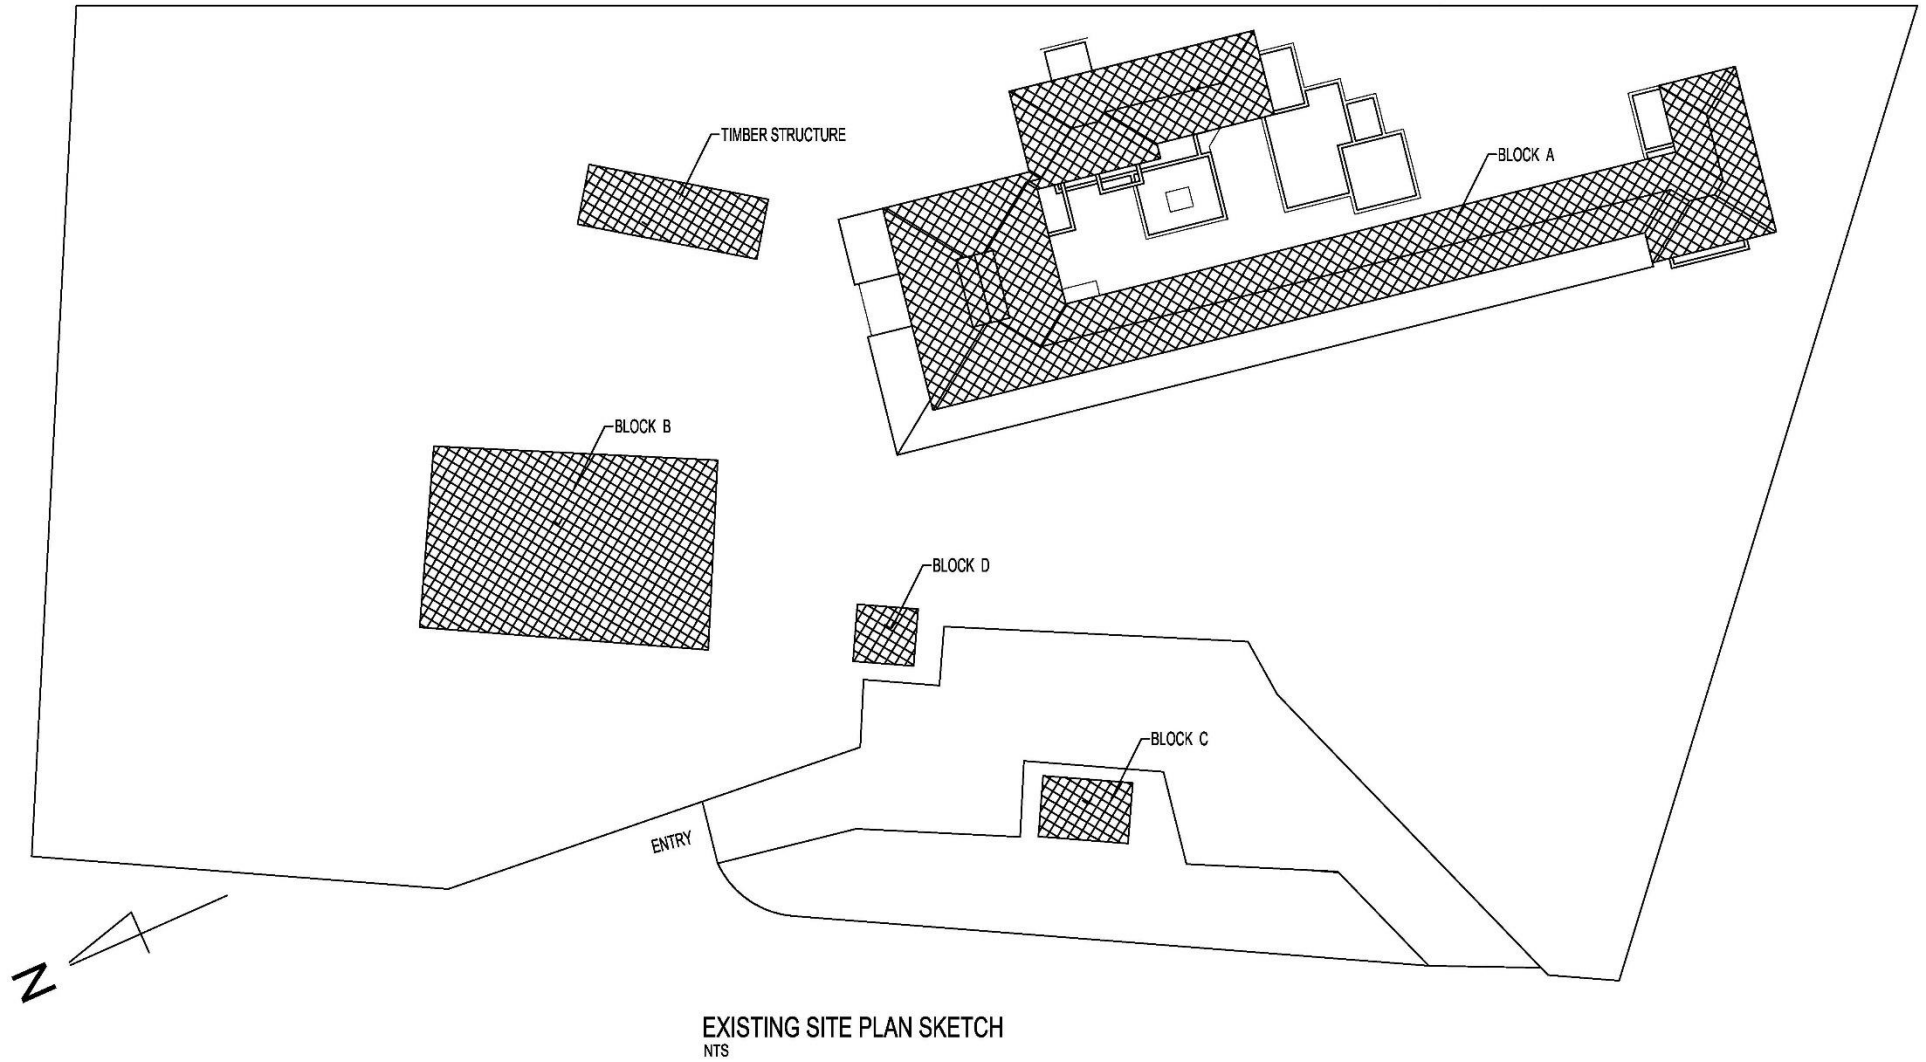 TIMBER STRUCTURE
BLOCK A
BLOCK B
BLOCK D
BLOCK C
ENTRY
N
EXISTING SITE PLAN SKETCH
NTS